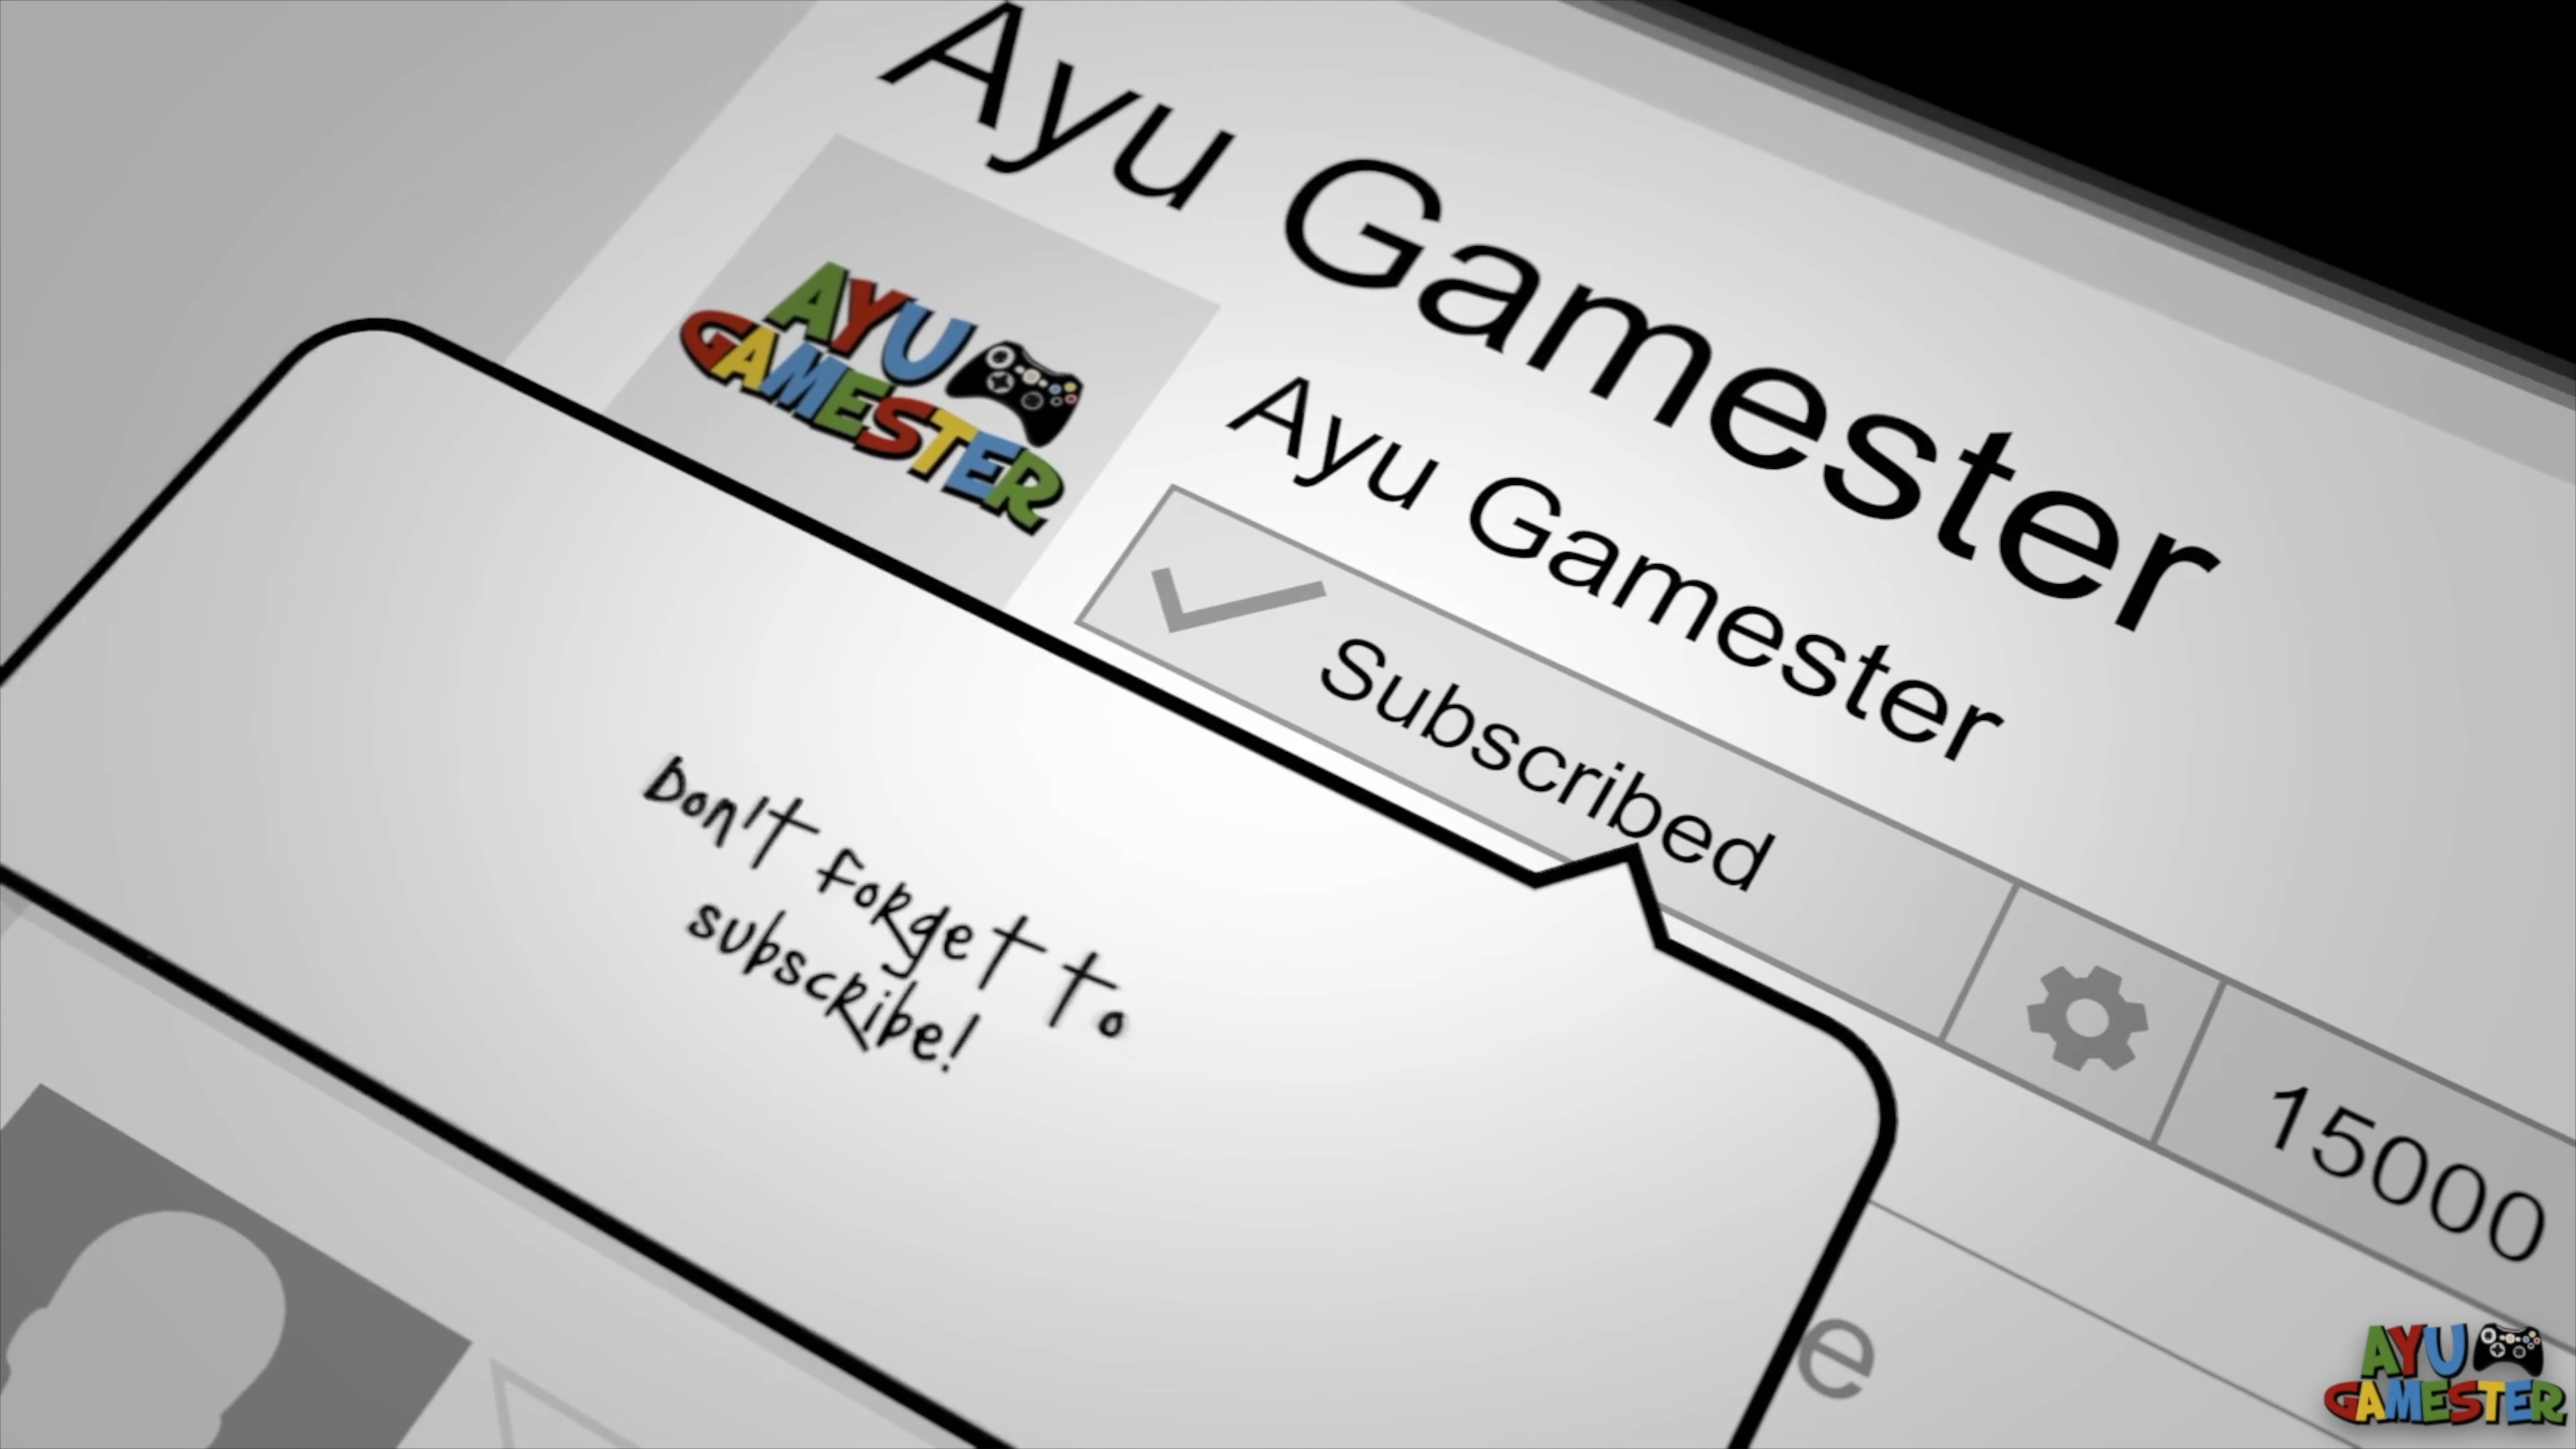 Ayu Gamester
AYU
GAMESTER
Ayu Gamester
Subscribed
15000
Don't forget to
subscribe!
e
AYU
GAMESTER